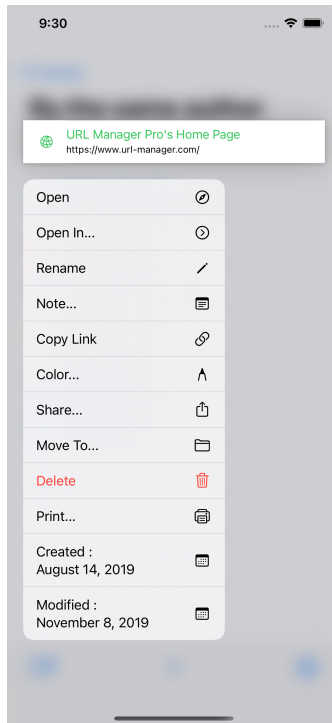 9:30
URL Manager Pro's Home Page
https://www.url-manager.com/
Open
Open In...
Rename
Note...
Copy Link
Color...
Share...
Move To...
Delete
Print...
Created :
August 14, 2019
Modified :
November 8, 2019